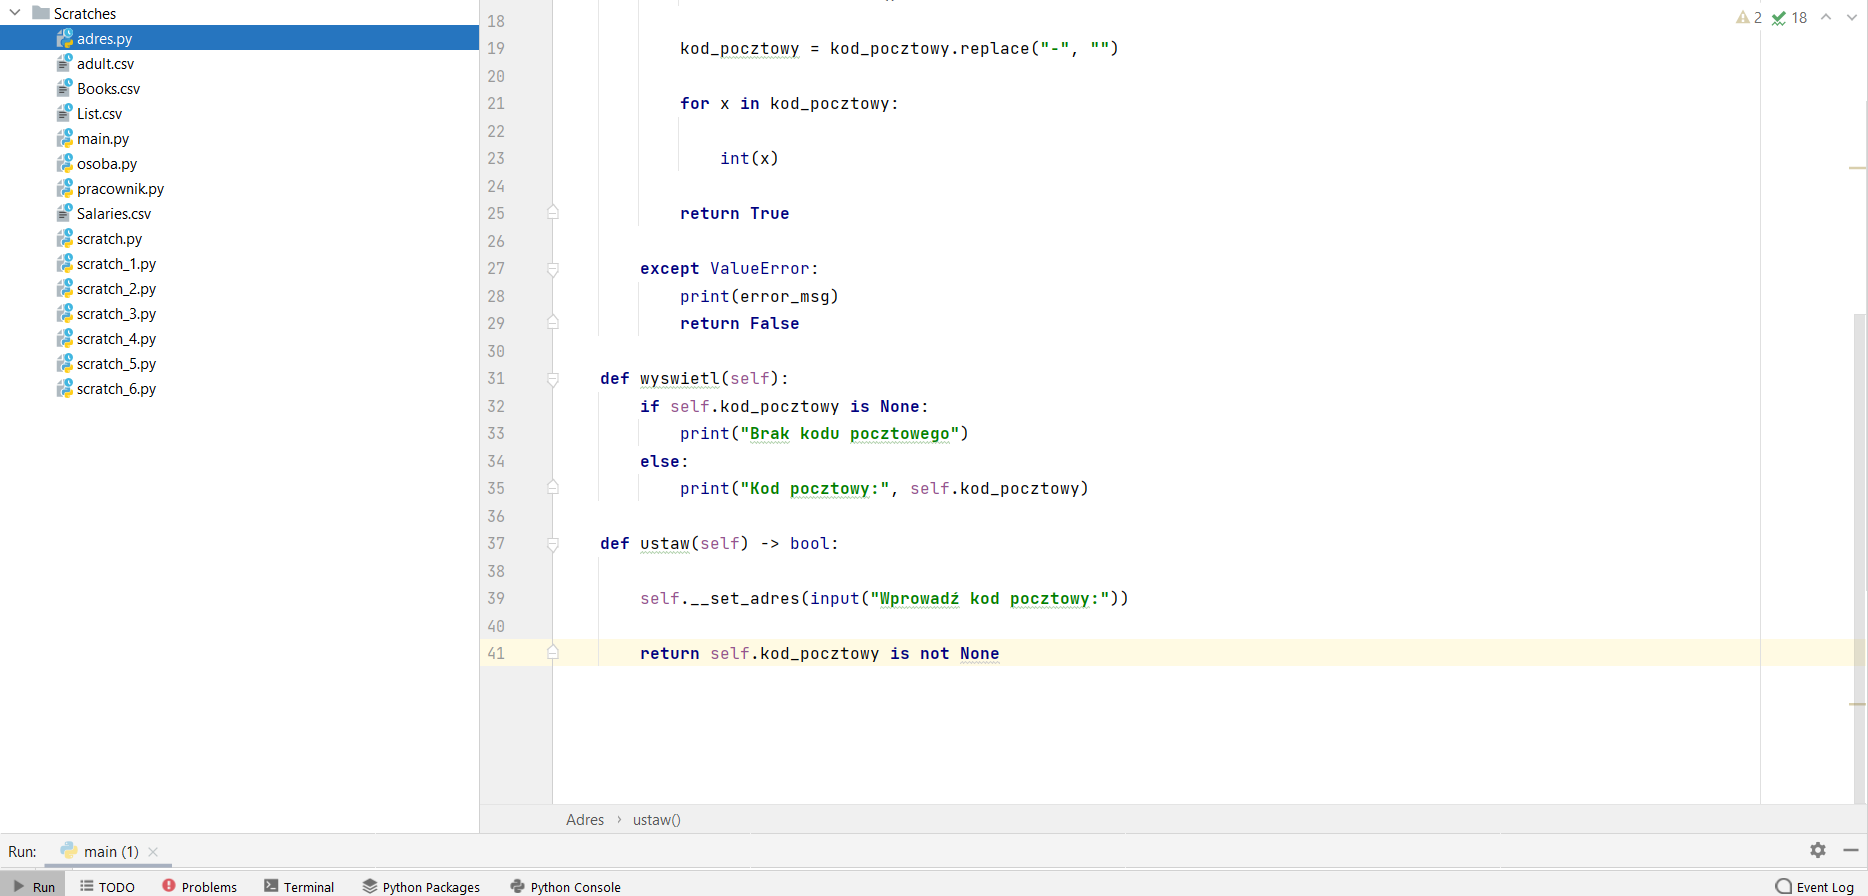 Scratches
adres.py
adult.csv
Books.csv
List.csv
main.py
osoba.py
pracownik.py
Salaries.csv
scratch.py
scratch_1.py
scratch_2.py
scratch_3.py
scratch_4.py
scratch_5.py
scratch_6.py
2 18
18
19 kod_pocztowy = kod_pocztowy.replace("-", "")
20
21 for x in kod_pocztowy:
22
23 int(x)
24
25 return True
26
27 except ValueError:
28 print(error_msg)
29 return False
30
31 def wyswietl(self):
32 if self.kod_pocztowy is None:
33 print("Brak kodu pocztowego")
34 else:
35 print("Kod pocztowy:", self.kod_pocztowy)
36
37 def ustaw(self) -> bool:
38
39 self.__set_adres(input("Wprowadź kod pocztowy:"))
40
41 return self.kod_pocztowy is not None
Adres › ustaw()
Run: main (1)
Run TODO Problems Terminal Python Packages Python Console Event Log